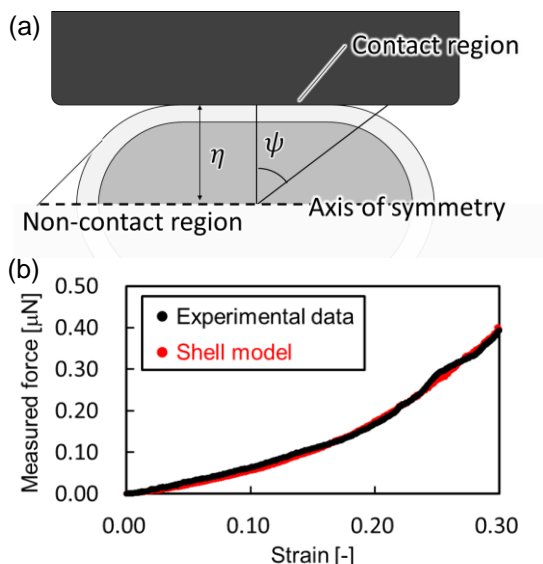 (a)
Contact region
η
ψ
Non-contact region
Axis of symmetry
(b)
Measured force [μN]
0.50
0.40
0.30
0.20
0.10
0.00
Experimental data
Shell model
0.00 0.10 0.20 0.30
Strain [-]